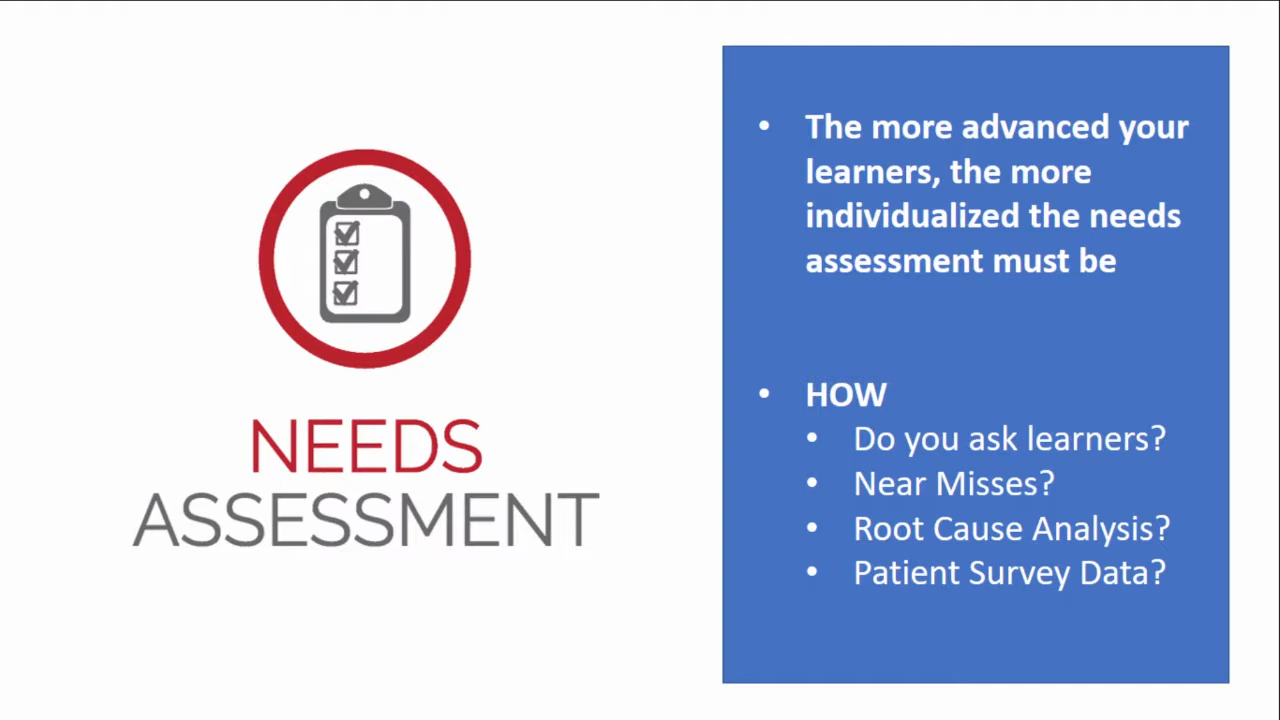 NEEDS
ASSESSMENT
• The more advanced your
learners, the more
individualized the needs
assessment must be
• HOW
• Do you ask learners?
• Near Misses?
• Root Cause Analysis?
• Patient Survey Data?